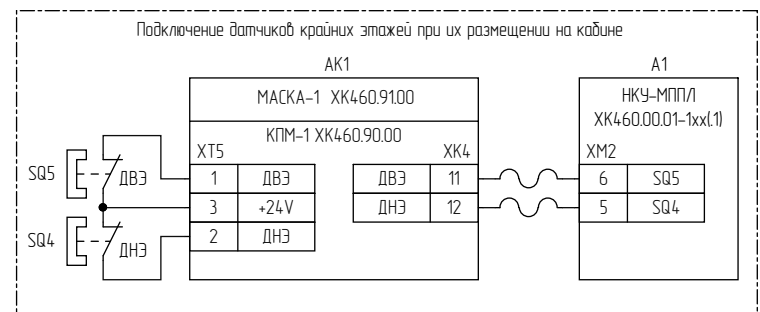 Подключение датчиков крайних этажей при их размещении на кабине
АК1
А1
МАСКА-1 ХК460.91.00
КПМ-1 ХК460.90.00
НКУ-МППЛ
ХК460.00.01-1хх(.1)
ХТ5
ХК4
ХМ2
SQ5
ДВЭ
1 ДВЭ
ДВЭ 11
6 SQ5
3 +24V
ДНЭ 12
5 SQ4
SQ4
ДНЭ
2 ДНЭ